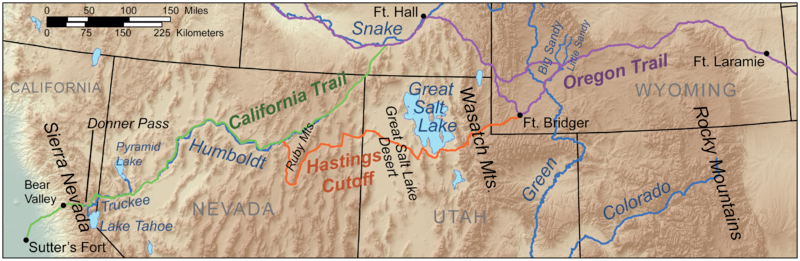 0 50 100 150 Miles
0 75 150 225 Kilometers
Ft. Hall
Snake
Big Sandy
Little Sandy
Oregon Trail
Ft. Laramie
CALIFORNIA
California Trail
Great
Salt
Lake
Wasatch Mts.
WYOMING
Donner Pass
Ft. Bridger
Sierra Nevada
Pyramid
Lake
Humboldt
Ruby Mts.
Hastings
Cutoff
Great Salt Lake
Desert
Rocky Mountains
Bear
Valley
Truckee
Lake Tahoe
NEVADA
UTAH
Green
Colorado
Sutter's Fort